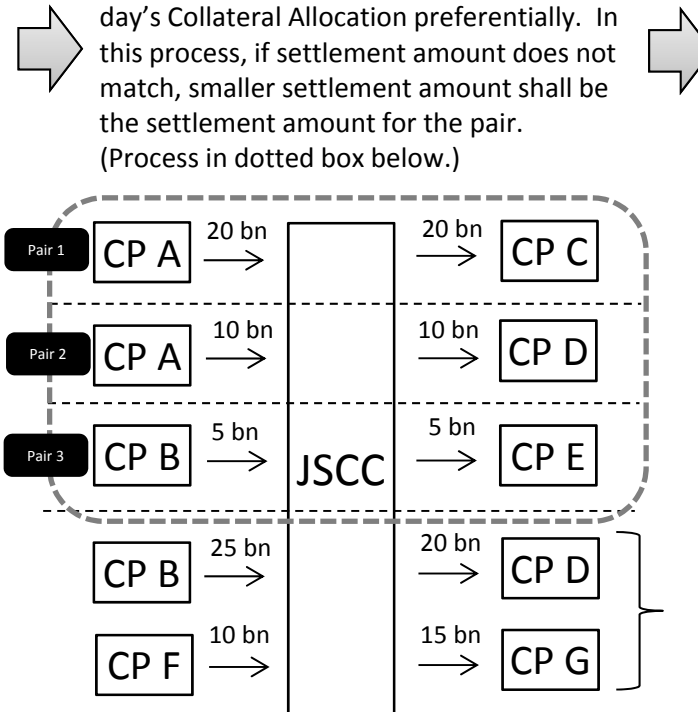 day's Collateral Allocation preferentially.  In
this process, if settlement amount does not
match, smaller settlement amount shall be
the settlement amount for the pair.
(Process in dotted box below.)
Pair 1
CP A
20 bn
20 bn
CP C
Pair 2
CP A
10 bn
10 bn
CP D
Pair 3
CP B
5 bn
JSCC
5 bn
CP E
CP B
25 bn
20 bn
CP D
CP F
10 bn
15 bn
CP G